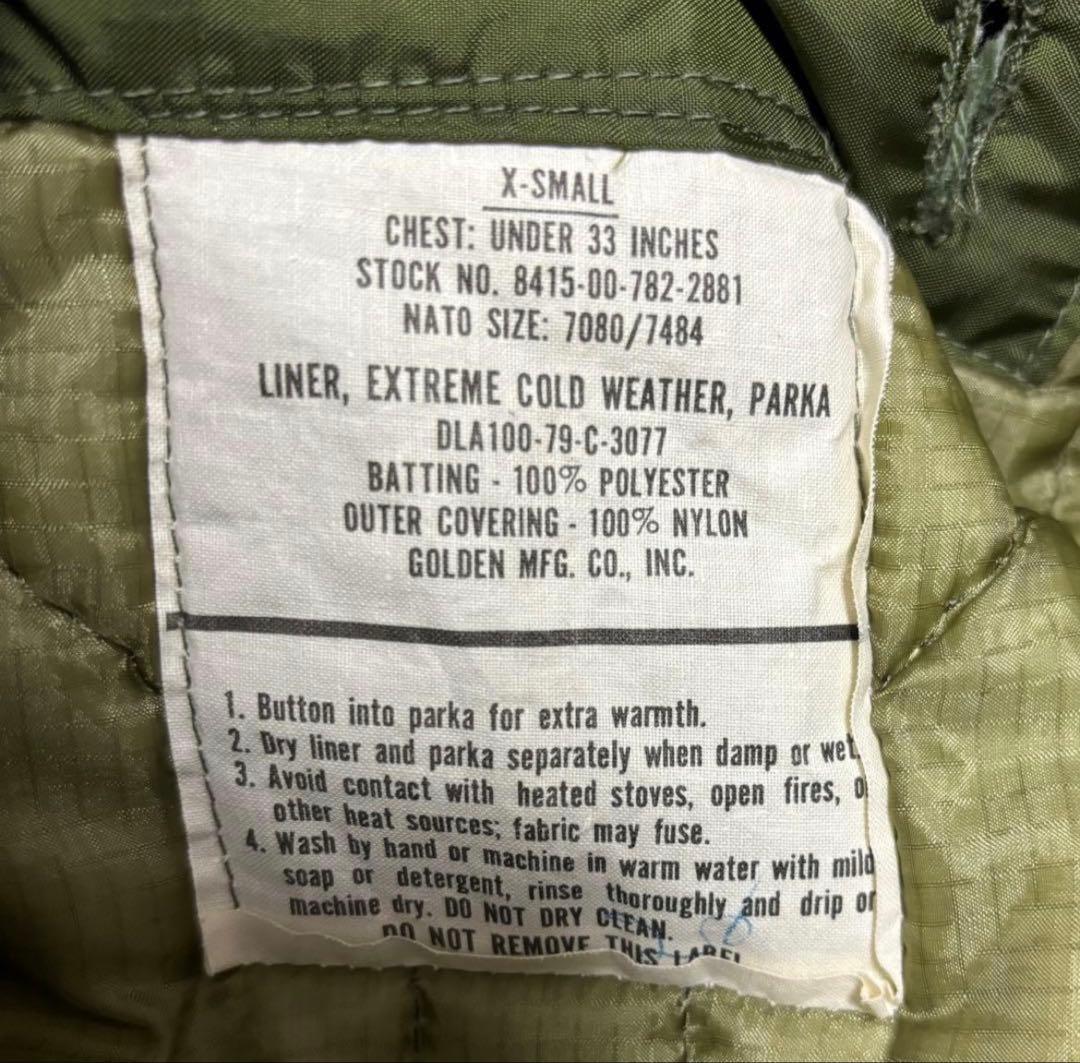 X-SMALL
CHEST: UNDER 33 INCHES
STOCK NO. 8415-00-782-2881
NATO SIZE: 7080/7484
LINER, EXTREME COLD WEATHER, PARKA
DLA100-79-C-3077
BATTING - 100% POLYESTER
OUTER COVERING - 100% NYLON
GOLDEN MFG. CO., INC.
1. Button into parka for extra warmth.
2. Dry liner and parka separately when damp or wet
3. Avoid contact with heated stoves, open fires, o
other heat sources; fabric may fuse.
4. Wash by hand or machine in warm water with mild
soap or detergent, rinse thoroughly and drip or
machine dry. DO NOT DRY CLEAN.
DO NOT REMOVE THIS LABEL